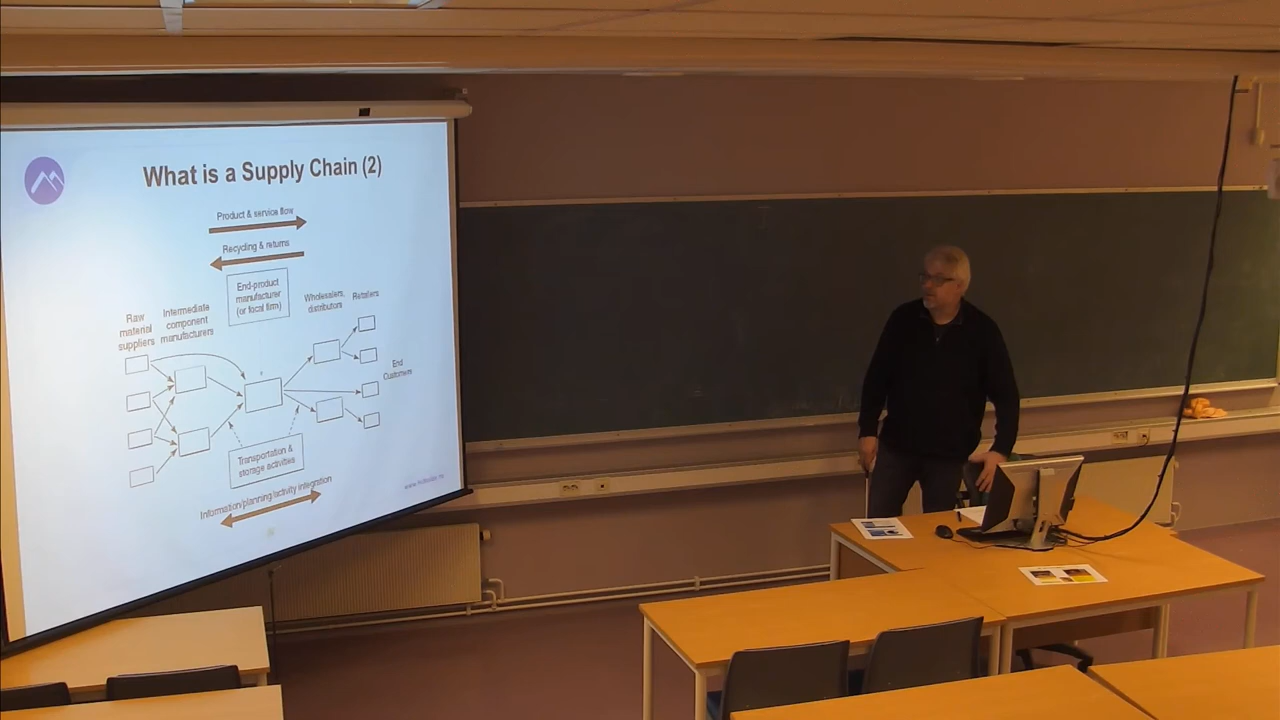 What is a Supply Chain (2)
Product & service flow
Recycling & returns
End-product
manufacturer
(or focal firm)
Raw
material
suppliers
Intermediate
component
manufacturers
Wholesalers,
distributors
Retailers
End
Customers
Transportation &
storage activities
Information/planning/activity integration